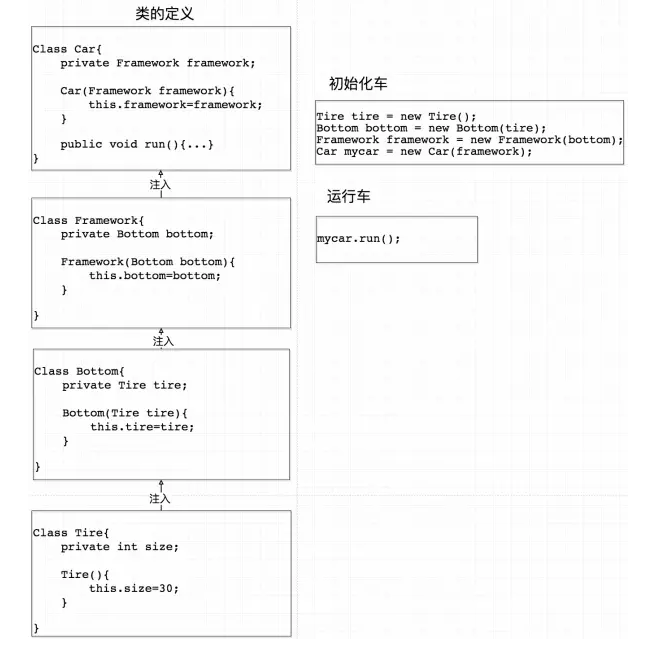 类的定义
Class Car{
private Framework framework;
Car(Framework framework){
this.framework=framework;
}
public void run(){...}
}
注入
Class Framework{
private Bottom bottom;
Framework(Bottom bottom){
this.bottom=bottom;
}
}
注入
Class Bottom{
private Tire tire;
Bottom(Tire tire){
this.tire=tire;
}
}
注入
Class Tire{
private int size;
Tire(){
this.size=30;
}
}
初始化车
Tire tire = new Tire();
Bottom bottom = new Bottom(tire);
Framework framework = new Framework(bottom);
Car mycar = new Car(framework);
运行车
mycar.run();